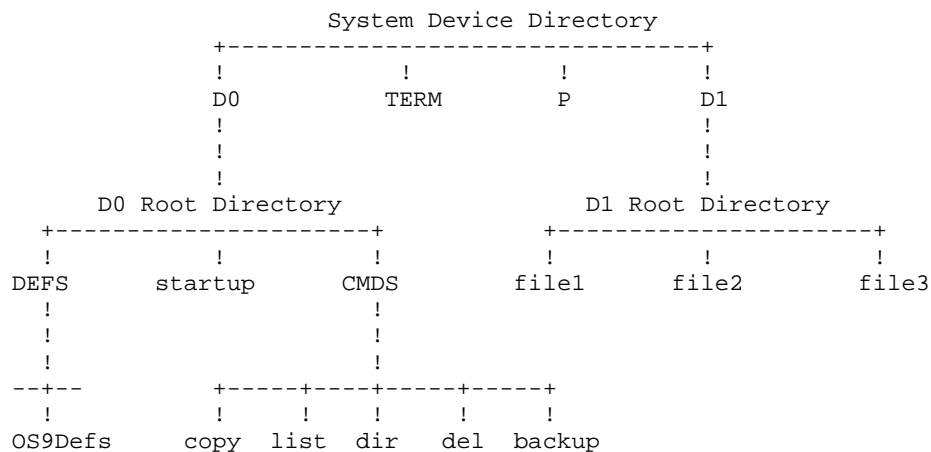 System Device Directory
D0 TERM P D1
D0 Root Directory D1 Root Directory
DEFS startup CMDS file1 file2 file3
OS9Defs copy list dir del backup